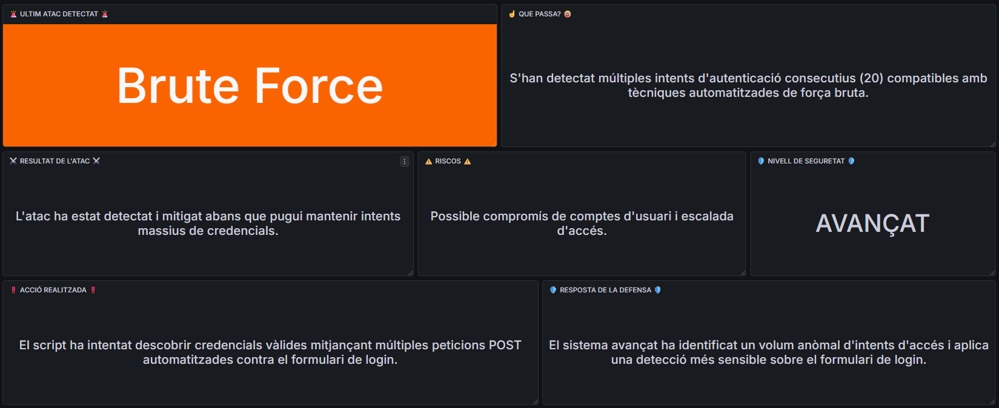 🚨 ULTIM ATAC DETECTAT 🚨
Brute Force
☝ QUE PASSA? 🤡
S'han detectat múltiples intents d'autenticació consecutius (20) compatibles amb
tècniques automatitzades de força bruta.
⚔ RESULTAT DE L'ATAC ⚔
L'atac ha estat detectat i mitigat abans que pugui mantenir intents
massius de credencials.
⚠ RISCOS ⚠
Possible compromís de comptes d'usuari i escalada
d'accés.
🛡 NIVELL DE SEGURETAT 🛡
AVANÇAT
‼ ACCIÓ REALITZADA ‼
El script ha intentat descobrir credencials vàlides mitjançant múltiples peticions POST
automatitzades contra el formulari de login.
🛡 RESPOSTA DE LA DEFENSA 🛡
El sistema avançat ha identificat un volum anòmal d'intents d'accés i aplica
una detecció més sensible sobre el formulari de login.